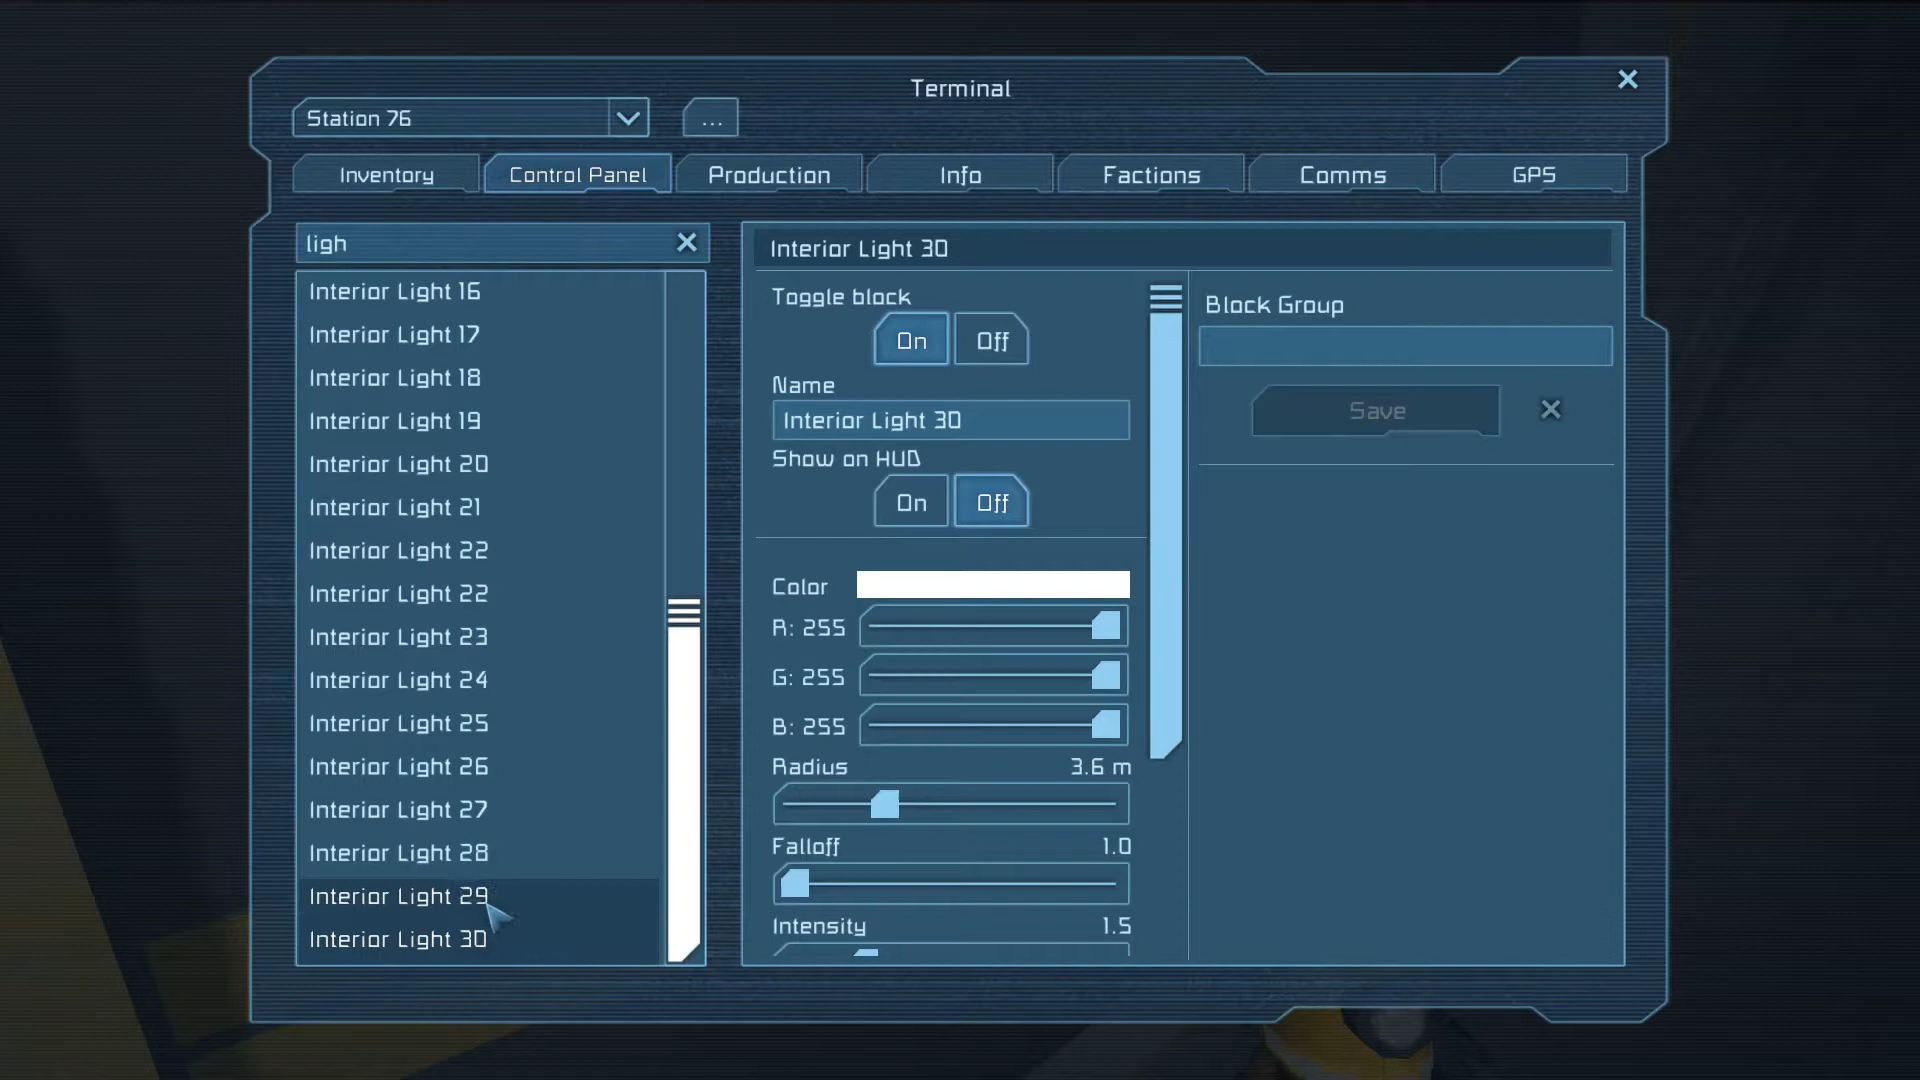 Terminal
Station 76
...
Inventory
Control Panel
Production
Info
Factions
Comms
GPS
ligh
Interior Light 16
Interior Light 17
Interior Light 18
Interior Light 19
Interior Light 20
Interior Light 21
Interior Light 22
Interior Light 22
Interior Light 23
Interior Light 24
Interior Light 25
Interior Light 26
Interior Light 27
Interior Light 28
Interior Light 29
Interior Light 30
Interior Light 30
Toggle block
On Off
Name
Interior Light 30
Show on HUD
On Off
Color
R: 255
G: 255
B: 255
Radius 3.6 m
Falloff 1.0
Intensity 1.5
Block Group
Save